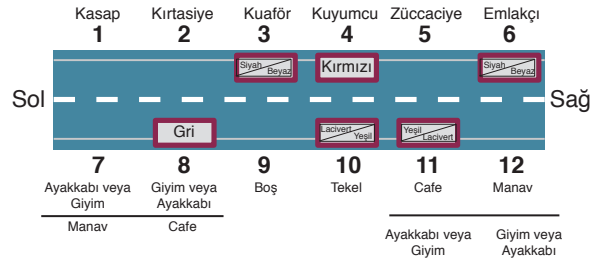 Kasap Kırtasiye Kuaför Kuyumcu Züccaciye Emlakçı
1 2 3 4 5 6
Siyah Beyaz Kırmızı Siyah Beyaz
Sol Sağ
Gri Lacivert Yeşil Yeşil Lacivert
7 8 9 10 11 12
Ayakkabı veya Giyim veya Boş Tekel Cafe Manav
Giyim Ayakkabı
Manav Cafe
Ayakkabı veya Giyim veya
Giyim Ayakkabı